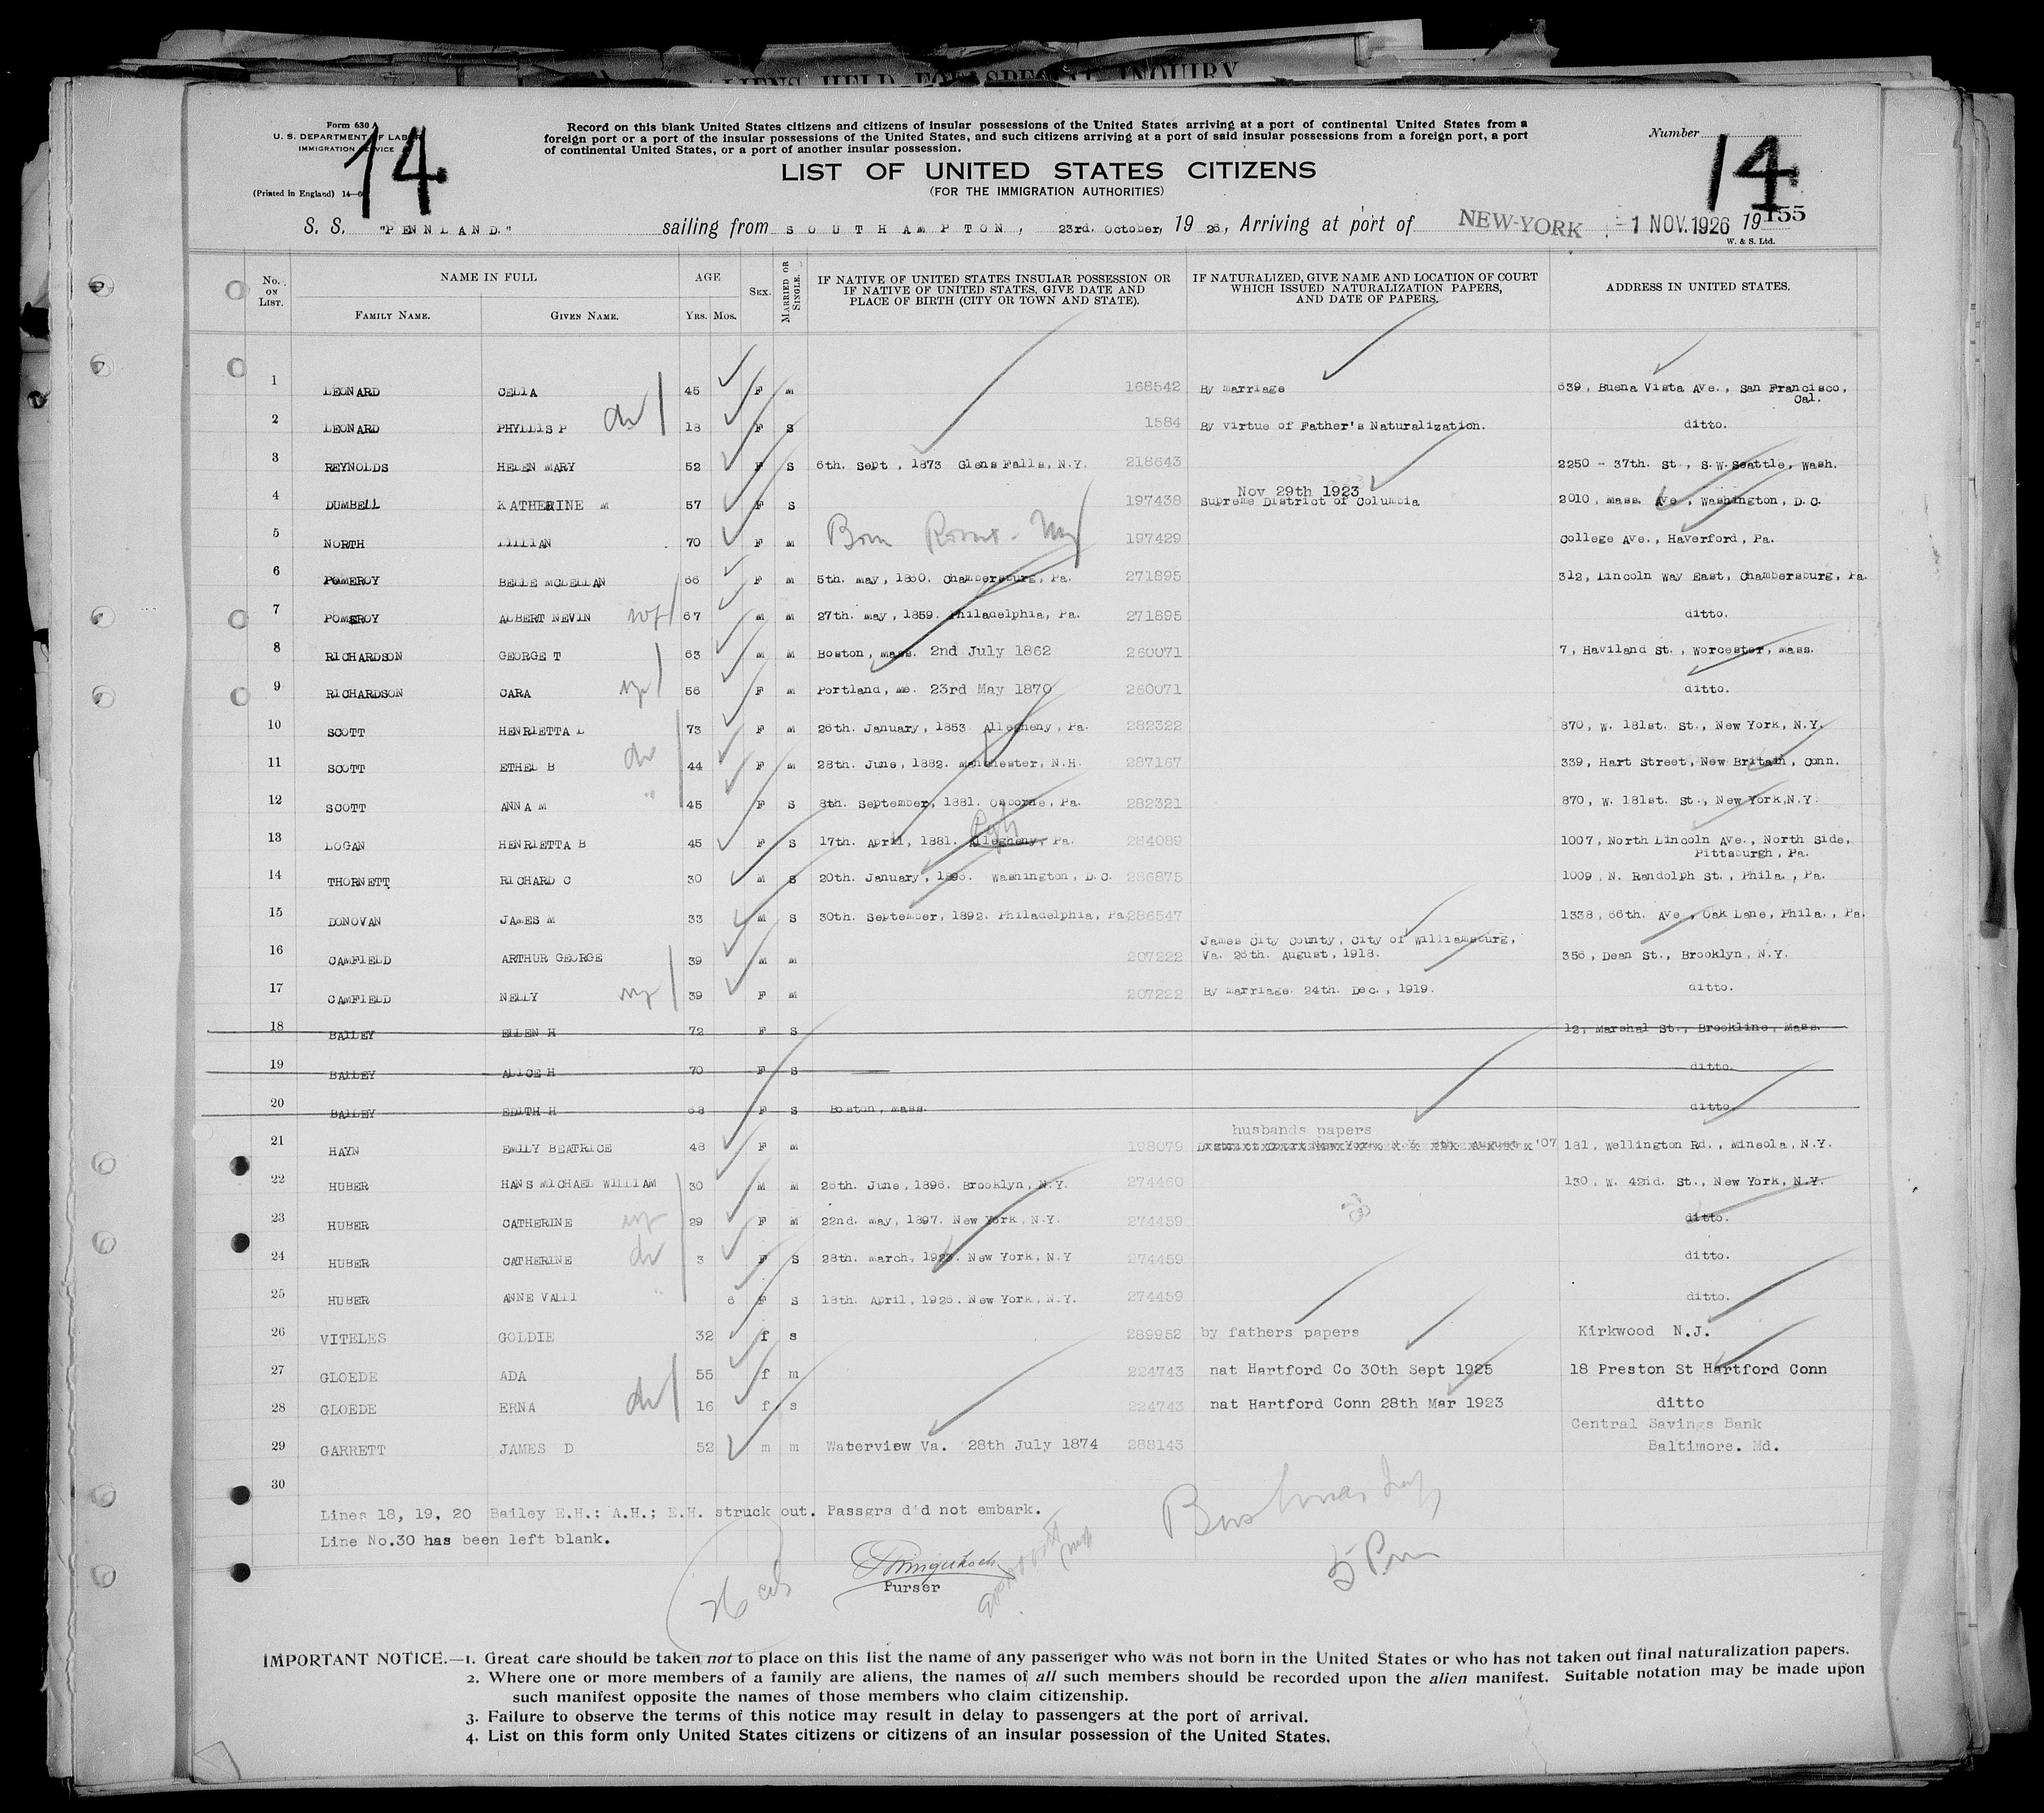 ALIENS HELD FOR SPECIAL INQUIRY
Form 630 A
U. S. DEPARTMENT OF LABOR
IMMIGRATION SERVICE
14
(Printed in England)
Record on this blank United States citizens and citizens of insular possessions of the United States arriving at a port of continental United States from a
foreign port or a port of the insular possessions of the United States, and such citizens arriving at a port of said insular possessions from a foreign port, a port
of continental United States, or a port of another insular possession.
LIST OF UNITED STATES CITIZENS
(FOR THE IMMIGRATION AUTHORITIES)
Number
14
155
S. S. "PENNLAND." sailing from SOUTHAMPTON, 23rd. October, 19 26, Arriving at port of NEW-YORK - 1 NOV. 1926 19
W. & S. Ltd.
No. ON LIST. NAME IN FULL AGE SEX. MARRIED OR SINGLE.
FAMILY NAME. GIVEN NAME. YRS. MOS.
IF NATIVE OF UNITED STATES INSULAR POSSESSION OR
IF NATIVE OF UNITED STATES, GIVE DATE AND
PLACE OF BIRTH (CITY OR TOWN AND STATE).
IF NATURALIZED, GIVE NAME AND LOCATION OF COURT
WHICH ISSUED NATURALIZATION PAPERS,
AND DATE OF PAPERS.
ADDRESS IN UNITED STATES.
1 LEONARD CELIA 45 F M 168542 By Marriage 639, Buena Vista Ave., San Francisco,
Cal.
2 LEONARD PHYLLIS P 18 F S 1584 By virtue of Father's Naturalization. ditto.
3 REYNOLDS HELEN MARY 52 F S 6th. Sept, 1873 Glens Falls, N.Y. 218643 2250 - 37th. St., S.W. Seattle, Wash.
Nov 29th 1923
4 DUMBELL KATHERINE M 57 F S 197438 Supreme District of Columbia 2010, Mass. Ave, Washington, D.C.
5 NORTH LILLIAN 70 F M Born 197429 College Ave., Haverford, Pa.
6 POMEROY BELLE MCLELLAN 66 F M 5th. May, 1860. Chambersburg, Pa. 271895 312, Lincoln Way East, Chambersburg, Pa.
7 POMEROY ALBERT NEVIN 67 M M 27th. May, 1859. Philadelphia, Pa. 271895 ditto.
8 RICHARDSON GEORGE T 63 M M Boston, Mass. 2nd July 1862 260071 7, Haviland St., Worcester, Mass.
9 RICHARDSON CARA 56 F M Portland, Me. 23rd May 1870 260071 ditto.
10 SCOTT HENRIETTA L 73 F M 26th. January, 1853 Allegheny, Pa. 282322 870, W. 181st. St., New York, N.Y.
11 SCOTT ETHEL B 44 F M 28th. June, 1882. Manchester, N.H. 287167 339, Hart Street, New Britain, Conn.
12 SCOTT ANNA M 45 F S 8th. September, 1881. Osborne, Pa. 282321 870, W. 181st. St., New York, N.Y.
13 LOGAN HENRIETTA B 45 F S 17th. April, 1881. Allegheny, Pa. 284089 1007, North Lincoln Ave., North Side,
Pittsburgh, Pa.
14 THORNETT RICHARD C 30 M S 20th. January, 1896. Washington, D.C. 286875 1009, N. Randolph St., Phila., Pa.
15 DONOVAN JAMES M 33 M S 30th. September, 1892. Philadelphia, Pa. 286547 1338, 66th. Ave, Oak Lane, Phila., Pa.
James City County, City of Williamsburg,
16 CAMFIELD ARTHUR GEORGE 39 M M 207222 Va. 26th. August, 1918. 356, Dean St., Brooklyn, N.Y.
17 CAMFIELD NELLY 39 F M 207222 By Marriage. 24th. Dec., 1919. ditto.
18 BAILEY ELLEN H 72 F S 12, Marshal St., Brookline, Mass.
19 BAILEY ALICE H 70 F S ditto.
20 BAILEY EDITH H 68 F S Boston, Mass. ditto.
husbands papers
21 HAYN EMILY BEATRICE 48 F M 198079 District Court New York N.Y. 9th August '07 181, Wellington Rd., Mineola, N.Y.
22 HUBER HANS MICHAEL WILLIAM 30 M M 26th. June, 1896. Brooklyn, N.Y. 274460 130, W. 42nd. St., New York, N.Y.
23 HUBER CATHERINE 29 F M 22nd. May, 1897. New York, N.Y. 274459 ditto.
24 HUBER CATHERINE 3 F S 28th. March, 1923. New York, N.Y 274459 ditto.
25 HUBER ANNE VALLI 6 F S 18th. April, 1926. New York, N.Y. 274459 ditto.
26 VITELES GOLDIE 32 f s 289952 by fathers papers Kirkwood N.J.
27 GLOEDE ADA 55 f m 224743 nat Hartford Co 30th Sept 1925 18 Preston St Hartford Conn
28 GLOEDE ERNA 16 f s 224743 nat Hartford Conn 28th Mar 1923 ditto
Central Savings Bank
29 GARRETT JAMES D 52 m m Waterview Va. 28th July 1874 288143 Baltimore. Md.
30
Lines 18, 19, 20 Bailey E.H.: A.H.; E.H. struck out. Passgrs did not embark.
Line No.30 has been left blank.
Purser
26
IMPORTANT NOTICE.—1. Great care should be taken not to place on this list the name of any passenger who was not born in the United States or who has not taken out final naturalization papers.
2. Where one or more members of a family are aliens, the names of all such members should be recorded upon the alien manifest. Suitable notation may be made upon
such manifest opposite the names of those members who claim citizenship.
3. Failure to observe the terms of this notice may result in delay to passengers at the port of arrival.
4. List on this form only United States citizens or citizens of an insular possession of the United States.